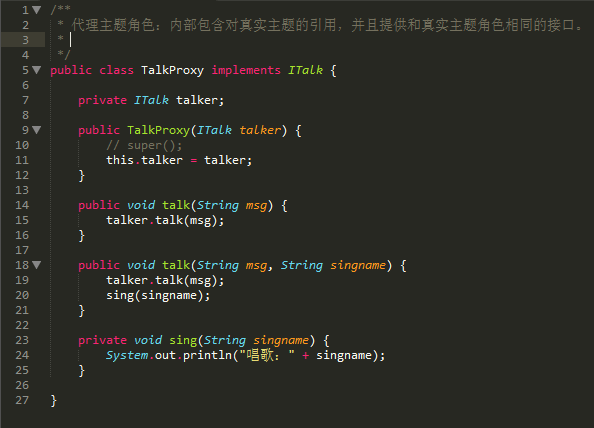 1 /**
2  * 代理主题角色：内部包含对真实主题的引用，并且提供和真实主题角色相同的接口。
3  *
4  */
5 public class TalkProxy implements ITalk {
6
7     private ITalk talker;
8
9     public TalkProxy(ITalk talker) {
10         // super();
11         this.talker = talker;
12     }
13
14     public void talk(String msg) {
15         talker.talk(msg);
16     }
17
18     public void talk(String msg, String singname) {
19         talker.talk(msg);
20         sing(singname);
21     }
22
23     private void sing(String singname) {
24         System.out.println("唱歌：" + singname);
25     }
26
27 }